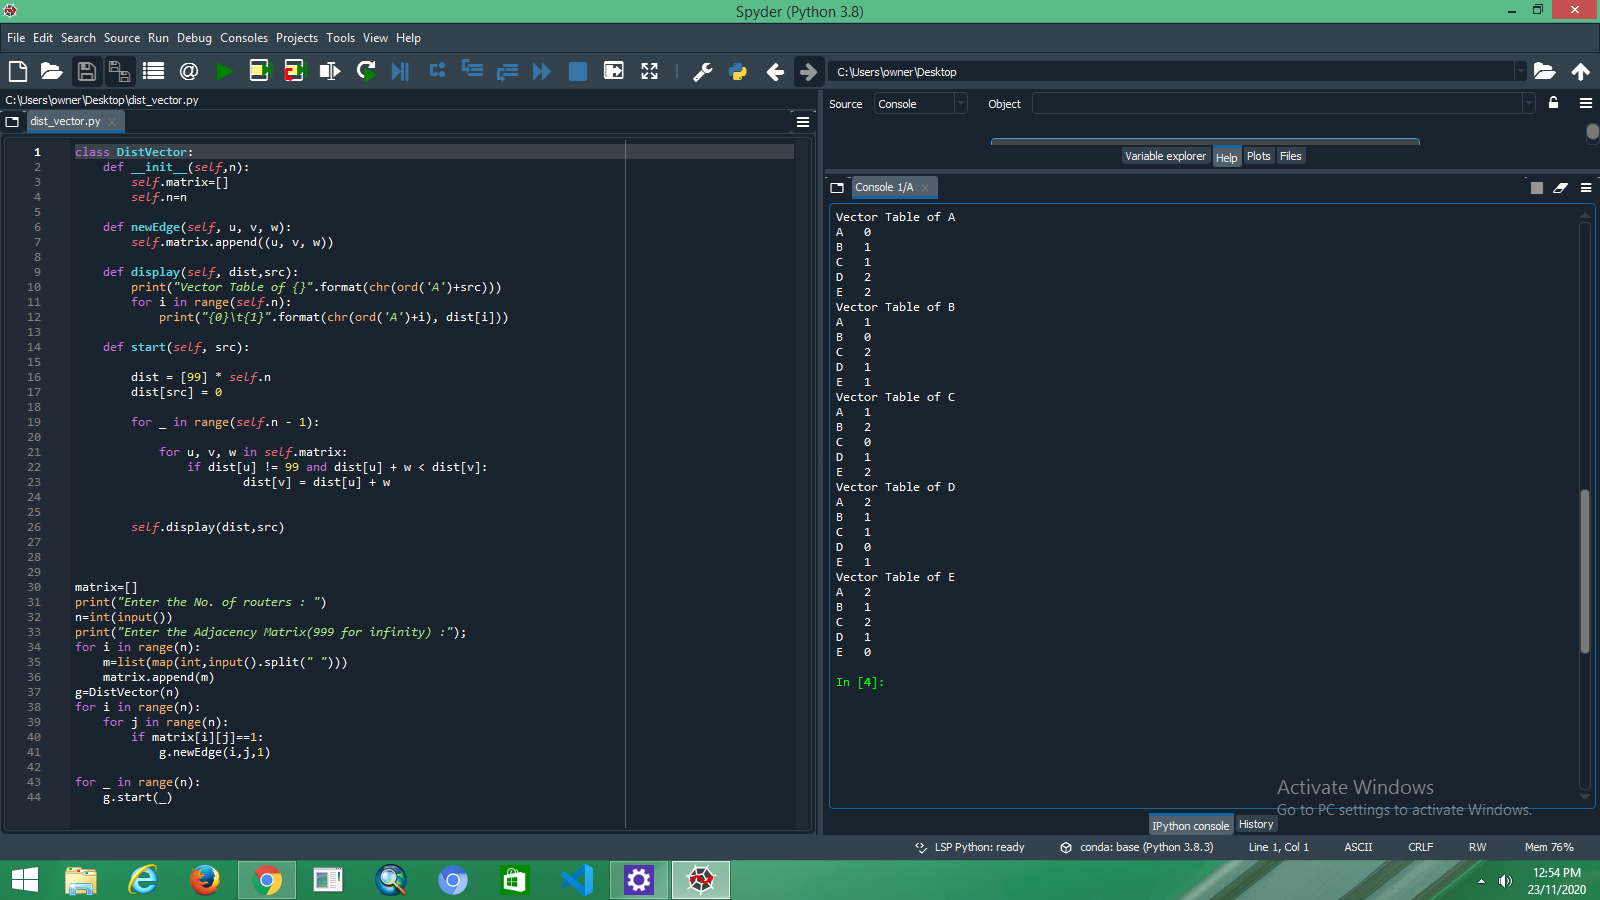 Spyder (Python 3.8)
File Edit Search Source Run Debug Consoles Projects Tools View Help
C:\Users\owner\Desktop
C:\Users\owner\Desktop\dist_vector.py
dist_vector.py
1 class DistVector:
2     def __init__(self,n):
3         self.matrix=[]
4         self.n=n
5
6     def newEdge(self, u, v, w):
7         self.matrix.append((u, v, w))
8
9     def display(self, dist,src):
10         print("Vector Table of {}".format(chr(ord('A')+src)))
11         for i in range(self.n):
12             print("{0}\t{1}".format(chr(ord('A')+i), dist[i]))
13
14     def start(self, src):
15
16         dist = [99] * self.n
17         dist[src] = 0
18
19         for _ in range(self.n - 1):
20
21             for u, v, w in self.matrix:
22                 if dist[u] != 99 and dist[u] + w < dist[v]:
23                         dist[v] = dist[u] + w
24
25
26         self.display(dist,src)
27
28
29
30 matrix=[]
31 print("Enter the No. of routers : ")
32 n=int(input())
33 print("Enter the Adjacency Matrix(999 for infinity) :");
34 for i in range(n):
35     m=list(map(int,input().split(" ")))
36     matrix.append(m)
37 g=DistVector(n)
38 for i in range(n):
39     for j in range(n):
40         if matrix[i][j]==1:
41             g.newEdge(i,j,1)
42
43 for _ in range(n):
44     g.start(_)
Source Console Object
Variable explorer Help Plots Files
Console 1/A
Vector Table of A
A 0
B 1
C 1
D 2
E 2
Vector Table of B
A 1
B 0
C 2
D 1
E 1
Vector Table of C
A 1
B 2
C 0
D 1
E 2
Vector Table of D
A 2
B 1
C 1
D 0
E 1
Vector Table of E
A 2
B 1
C 2
D 1
E 0
In [4]:
Activate Windows
Go to PC settings to activate Windows.
IPython console History
LSP Python: ready conda: base (Python 3.8.3) Line 1, Col 1 ASCII CRLF RW Mem 76%
12:54 PM
23/11/2020